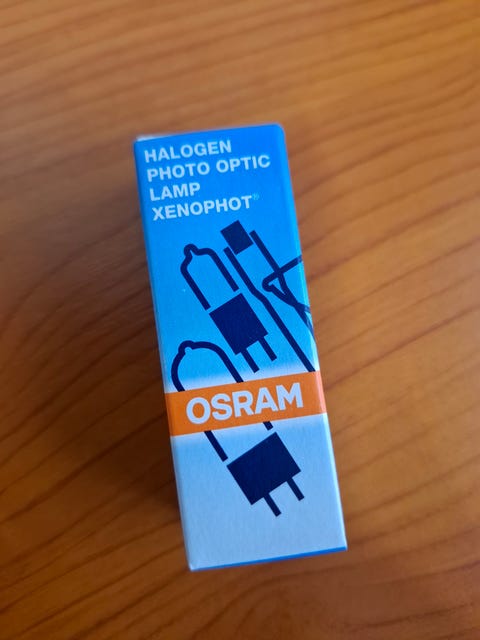 HALOGEN
PHOTO OPTIC
LAMP
XENOPHOT®
OSRAM